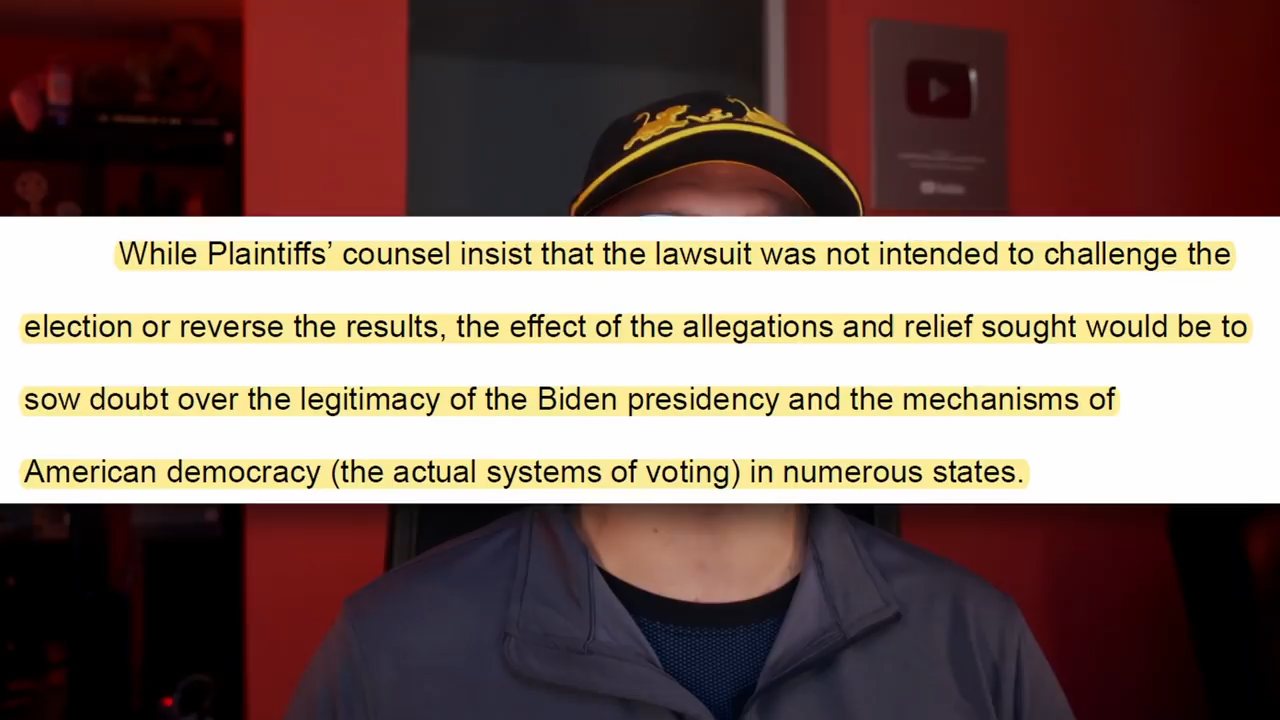 While Plaintiffs’ counsel insist that the lawsuit was not intended to challenge the
election or reverse the results, the effect of the allegations and relief sought would be to
sow doubt over the legitimacy of the Biden presidency and the mechanisms of
American democracy (the actual systems of voting) in numerous states.